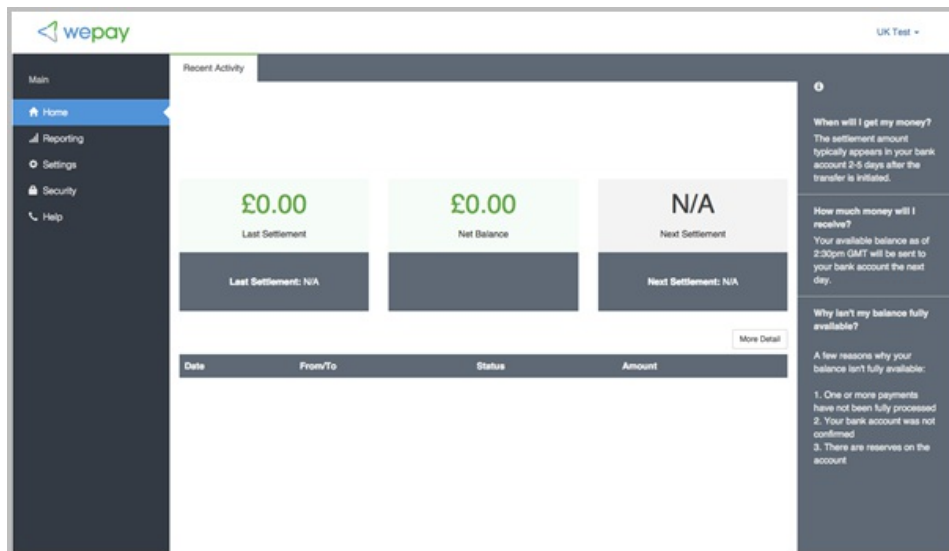 wepay
UK Test
Main
Home
Reporting
Settings
Security
Help
Recent Activity
£0.00
Last Settlement
Last Settlement: N/A
£0.00
Net Balance
N/A
Next Settlement
Next Settlement: N/A
More Detail
Date From/To Status Amount
When will I get my money?
The settlement amount
typically appears in your bank
account 2-5 days after the
transfer is initiated.
How much money will I
receive?
Your available balance as of
2:30pm GMT will be sent to
your bank account the next
day.
Why isn't my balance fully
available?
A few reasons why your
balance isn't fully available:
1. One or more payments
have not been fully processed
2. Your bank account was not
confirmed
3. There are reserves on the
account